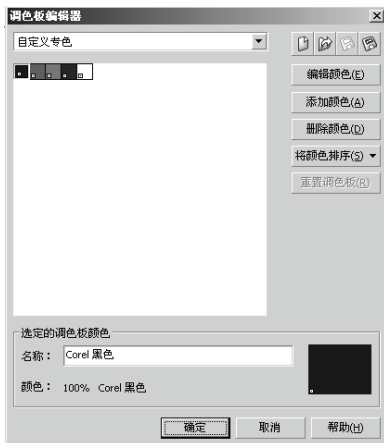 调色板编辑器
自定义专色
编辑颜色(E)
添加颜色(A)
删除颜色(D)
将颜色排序(S)
重置调色板(R)
选定的调色板颜色
名称： Corel 黑色
颜色： 100% Corel 黑色
确定 取消 帮助(H)